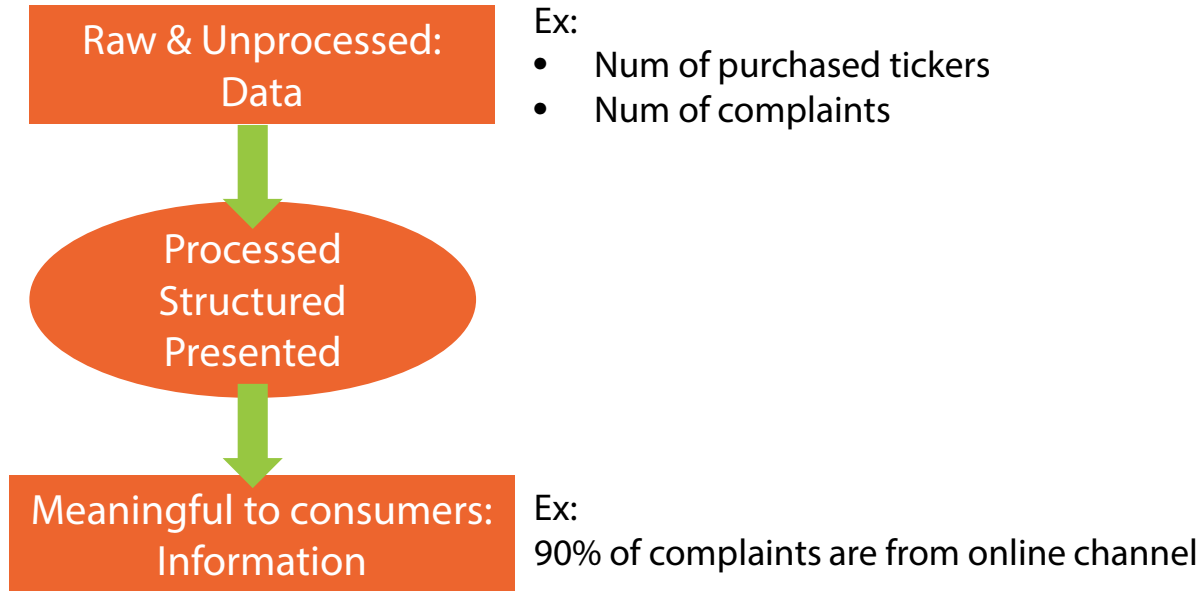 Raw & Unprocessed:
Data
Ex:
• Num of purchased tickers
• Num of complaints
Processed
Structured
Presented
Meaningful to consumers:
Information
Ex:
90% of complaints are from online channel